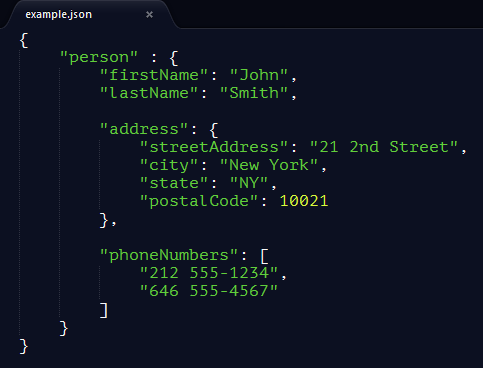 example.json ×
{
    "person" : {
        "firstName": "John",
        "lastName": "Smith",

        "address": {
            "streetAddress": "21 2nd Street",
            "city": "New York",
            "state": "NY",
            "postalCode": 10021
        },

        "phoneNumbers": [
            "212 555-1234",
            "646 555-4567"
        ]
    }
}